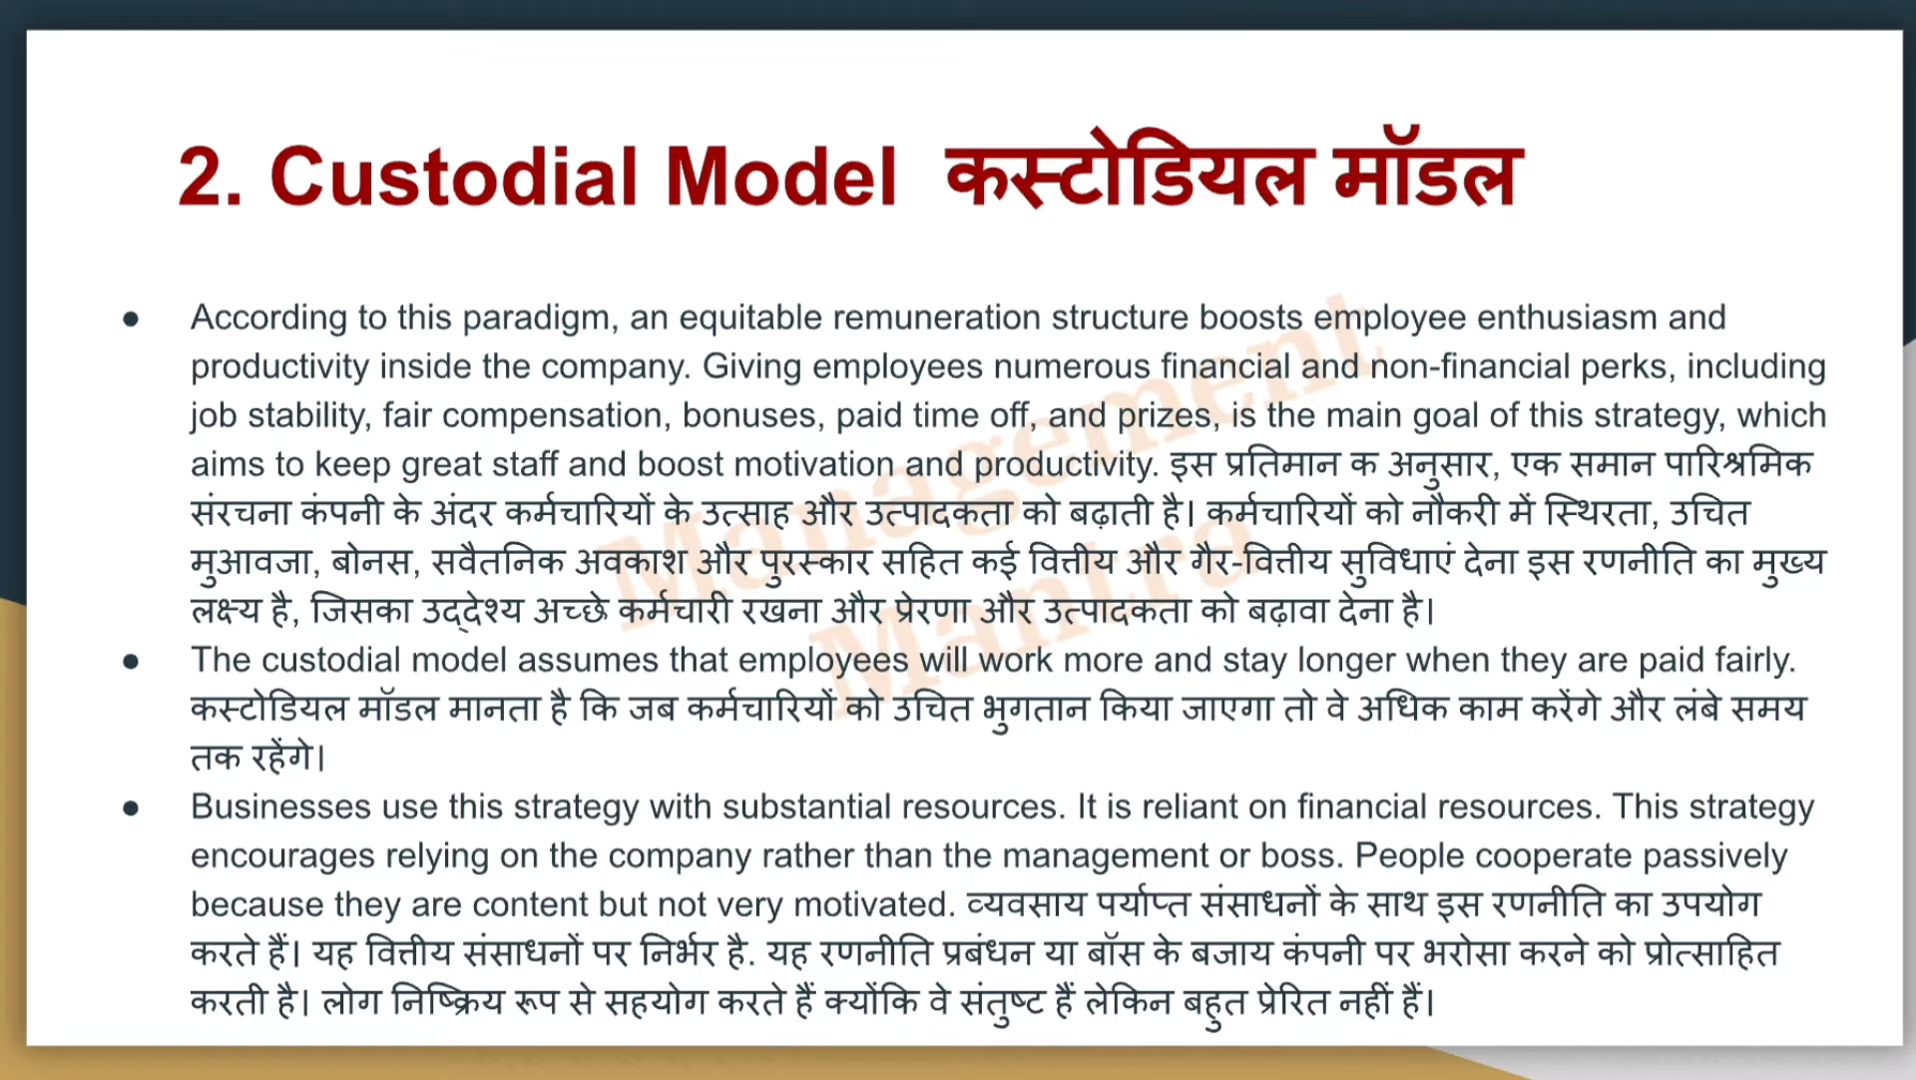 2. Custodial Model कस्टोडियल मॉडल
● According to this paradigm, an equitable remuneration structure boosts employee enthusiasm and
productivity inside the company. Giving employees numerous financial and non-financial perks, including
job stability, fair compensation, bonuses, paid time off, and prizes, is the main goal of this strategy, which
aims to keep great staff and boost motivation and productivity. इस प्रतिमान क अनुसार, एक समान पारिश्रमिक
संरचना कंपनी के अंदर कर्मचारियों के उत्साह और उत्पादकता को बढ़ाती है। कर्मचारियों को नौकरी में स्थिरता, उचित
मुआवजा, बोनस, सवैतनिक अवकाश और पुरस्कार सहित कई वित्तीय और गैर-वित्तीय सुविधाएं देना इस रणनीति का मुख्य
लक्ष्य है, जिसका उद्देश्य अच्छे कर्मचारी रखना और प्रेरणा और उत्पादकता को बढ़ावा देना है।
● The custodial model assumes that employees will work more and stay longer when they are paid fairly.
कस्टोडियल मॉडल मानता है कि जब कर्मचारियों को उचित भुगतान किया जाएगा तो वे अधिक काम करेंगे और लंबे समय
तक रहेंगे।
● Businesses use this strategy with substantial resources. It is reliant on financial resources. This strategy
encourages relying on the company rather than the management or boss. People cooperate passively
because they are content but not very motivated. व्यवसाय पर्याप्त संसाधनों के साथ इस रणनीति का उपयोग
करते हैं। यह वित्तीय संसाधनों पर निर्भर है. यह रणनीति प्रबंधन या बॉस के बजाय कंपनी पर भरोसा करने को प्रोत्साहित
करती है। लोग निष्क्रिय रूप से सहयोग करते हैं क्योंकि वे संतुष्ट हैं लेकिन बहुत प्रेरित नहीं हैं।
Management
Mantra